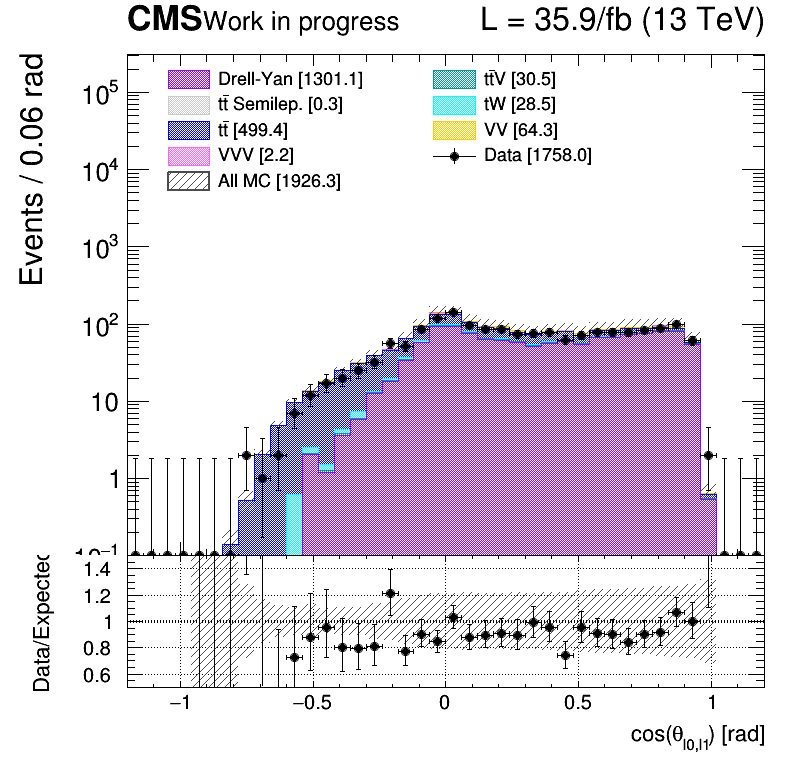 CMS Work in progress L = 35.9/fb (13 TeV)
Drell-Yan [1301.1] tt̄V [30.5]
tt̄ Semilep. [0.3] tW [28.5]
tt̄ [499.4] VV [64.3]
VVV [2.2] Data [1758.0]
All MC [1926.3]
Events / 0.06 rad
10⁵
10⁴
10³
10²
10
1
10⁻¹
Data/Expected
1.4
1.2
1
0.8
0.6
−1 −0.5 0 0.5 1
cos(θ_l0,l1) [rad]